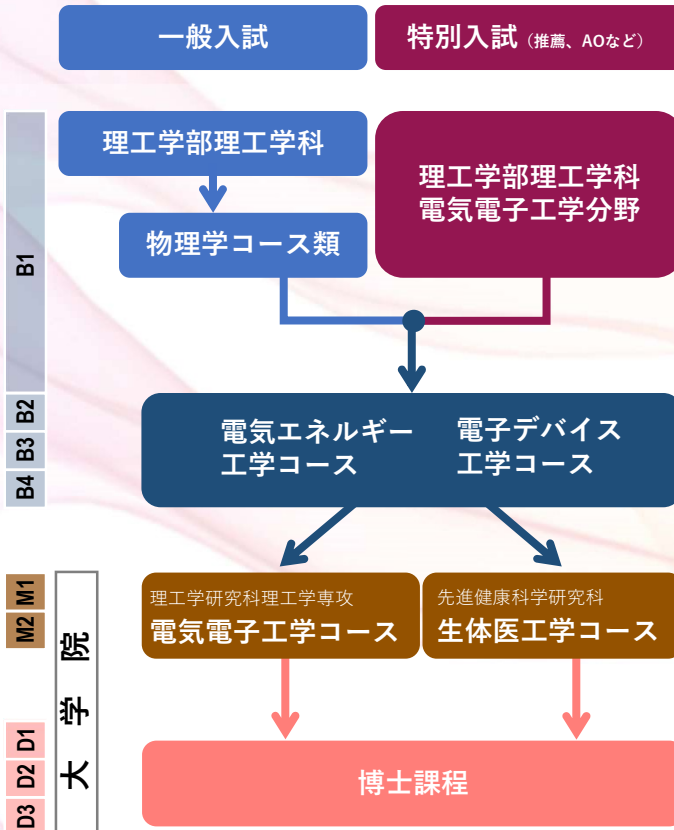 一般入試
特別入試（推薦、AOなど）
理工学部理工学科
物理学コース類
理工学部理工学科
電気電子工学分野
B1
B2
B3
B4
電気エネルギー
工学コース
電子デバイス
工学コース
M1
M2
大学院
理工学研究科理工学専攻
電気電子工学コース
先進健康科学研究科
生体医工学コース
D1
D2
D3
博士課程